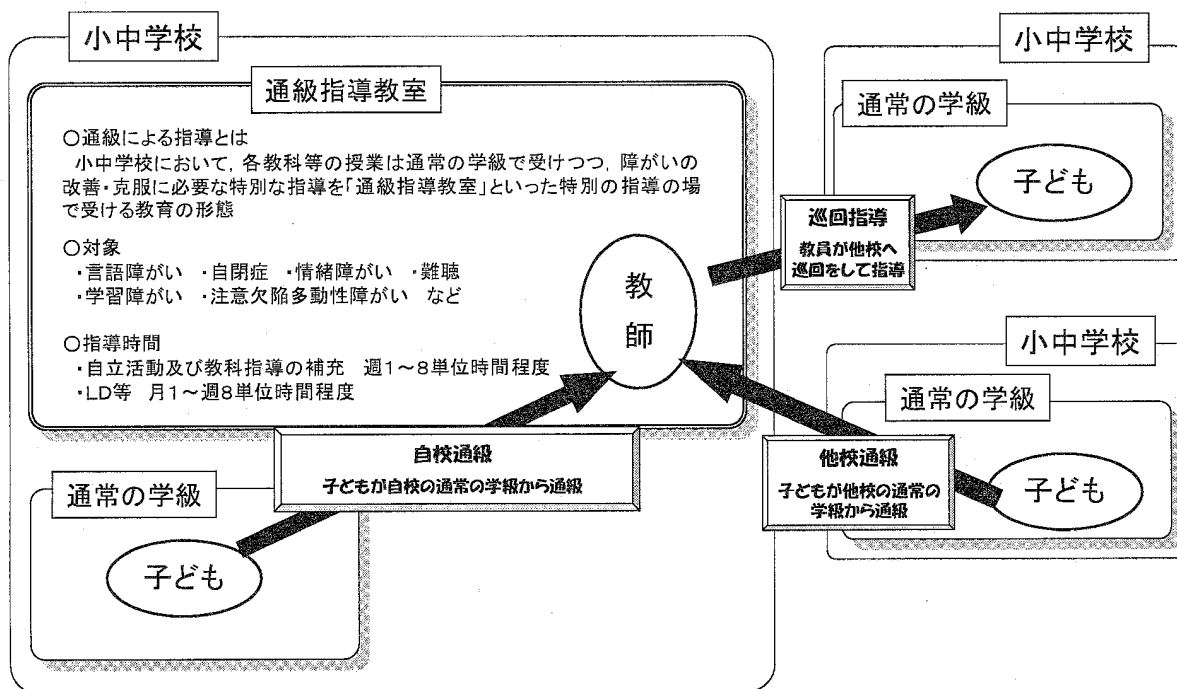 小中学校
通級指導教室
○通級による指導とは
小中学校において，各教科等の授業は通常の学級で受けつつ，障がいの
改善・克服に必要な特別な指導を「通級指導教室」といった特別の指導の場
で受ける教育の形態
○対象
・言語障がい ・自閉症 ・情緒障がい ・難聴
・学習障がい ・注意欠陥多動性障がい など
○指導時間
・自立活動及び教科指導の補充 週1～8単位時間程度
・LD等 月1～週8単位時間程度
教
師
自校通級
子どもが自校の通常の学級から通級
通常の学級
子ども
小中学校
通常の学級
子ども
巡回指導
教員が他校へ
巡回をして指導
小中学校
通常の学級
子ども
他校通級
子どもが他校の通常の
学級から通級